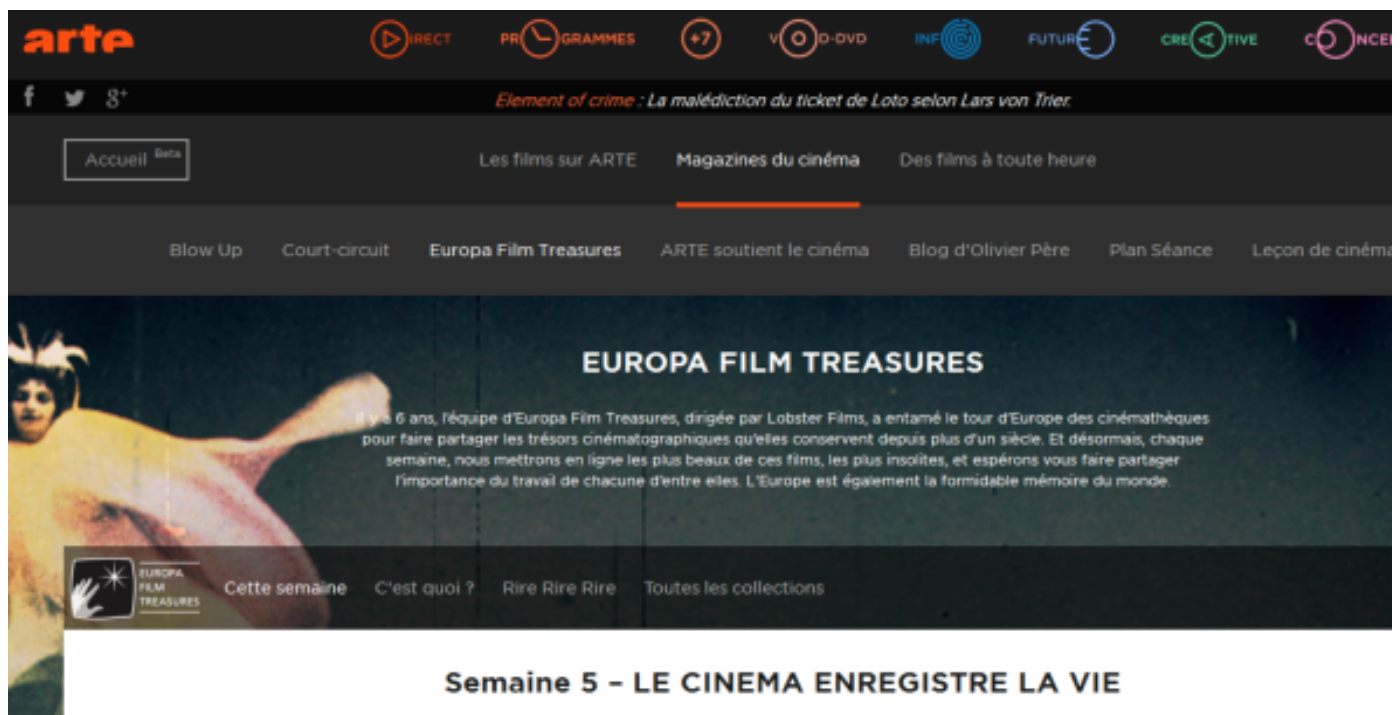 arte DIRECT PROGRAMMES +7 VOD-DVD INFO FUTURE CREATIVE CONCER
f g+ Element of crime : La malédiction du ticket de Loto selon Lars von Trier.
Accueil Beta Les films sur ARTE Magazines du cinéma Des films à toute heure
Blow Up Court-circuit Europa Film Treasures ARTE soutient le cinéma Blog d'Olivier Père Plan Séance Leçon de cinéma
EUROPA FILM TREASURES
Il y a 6 ans, l'équipe d'Europa Film Treasures, dirigée par Lobster Films, a entamé le tour d'Europe des cinémathèques
pour faire partager les trésors cinématographiques qu'elles conservent depuis plus d'un siècle. Et désormais, chaque
semaine, nous mettrons en ligne les plus beaux de ces films, les plus insolites, et espérons vous faire partager
l'importance du travail de chacune d'entre elles. L'Europe est également la formidable mémoire du monde.
EUROPA
FILM
TREASURES
Cette semaine C'est quoi ? Rire Rire Rire Toutes les collections
Semaine 5 – LE CINEMA ENREGISTRE LA VIE